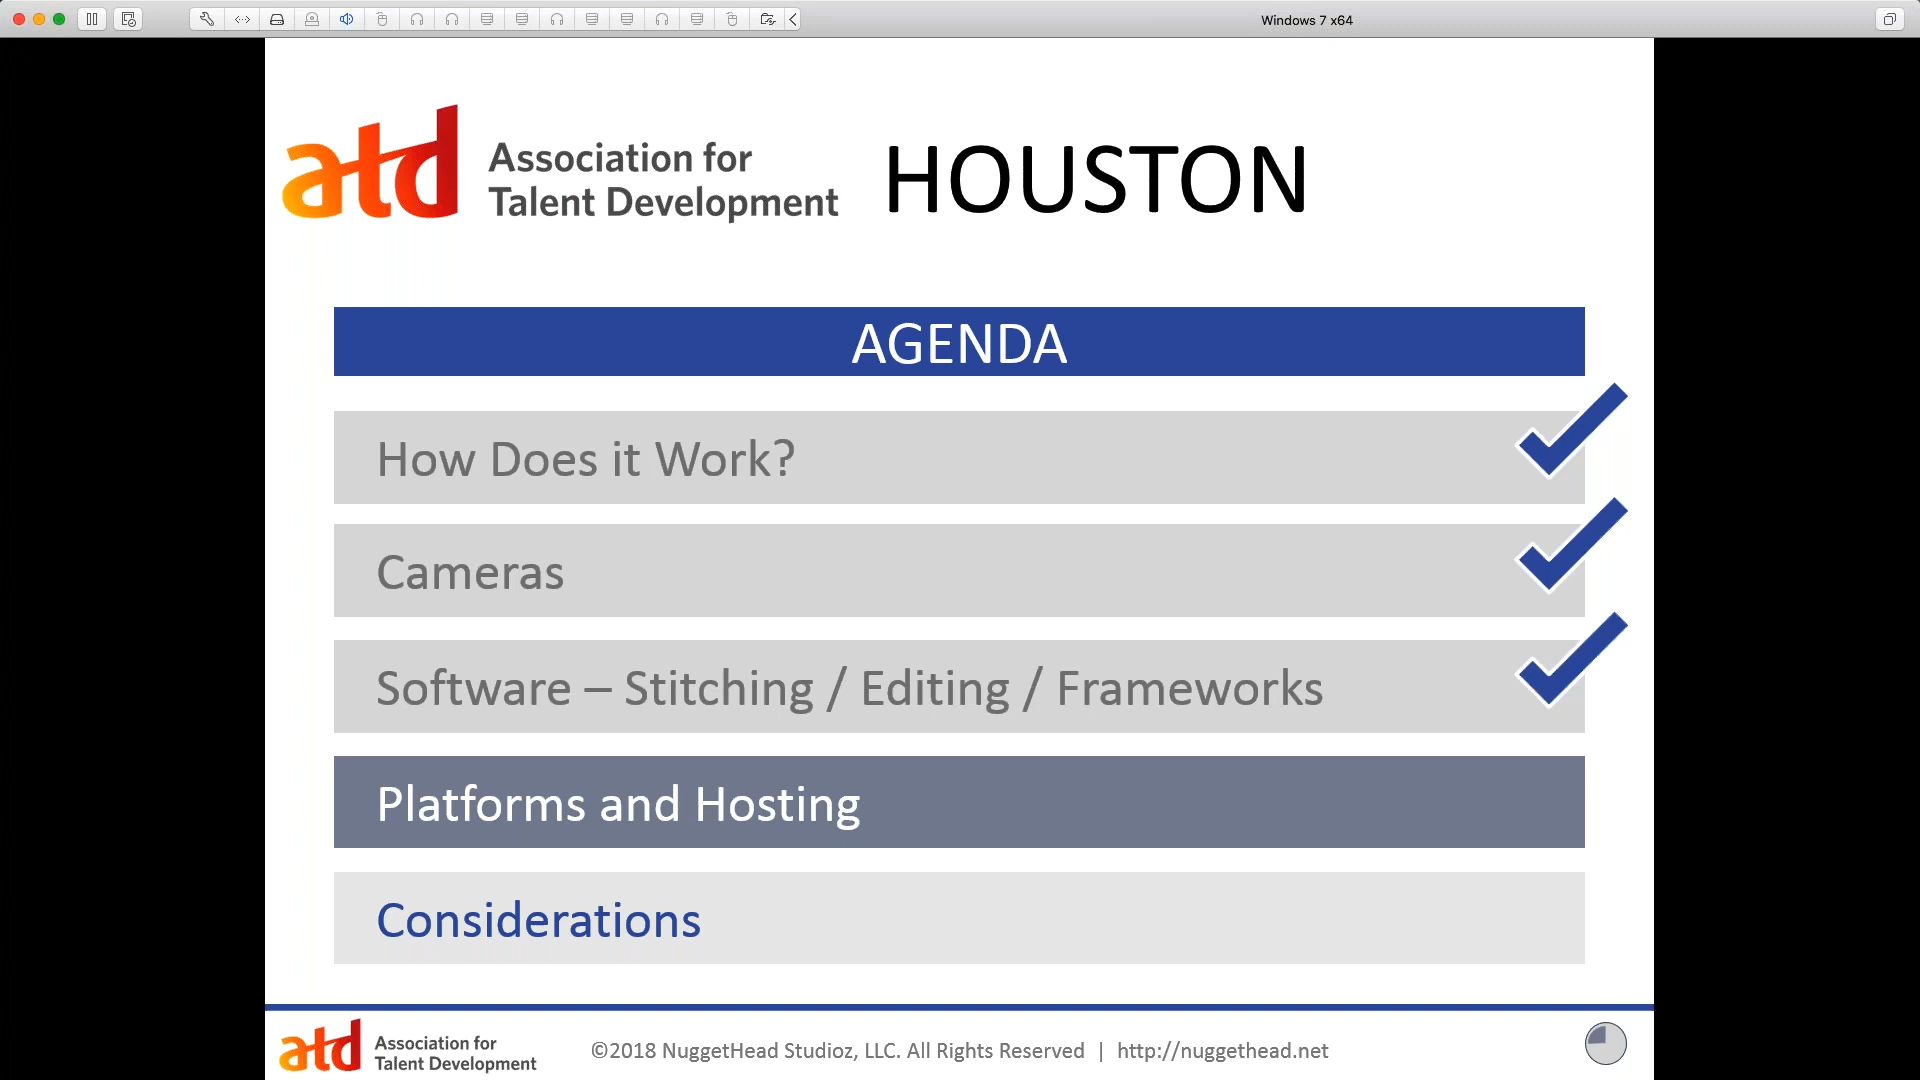 Windows 7 x64
atd Association for
Talent Development
HOUSTON
AGENDA
How Does it Work?
Cameras
Software – Stitching / Editing / Frameworks
Platforms and Hosting
Considerations
atd Association for
Talent Development
©2018 NuggetHead Studioz, LLC. All Rights Reserved | http://nuggethead.net